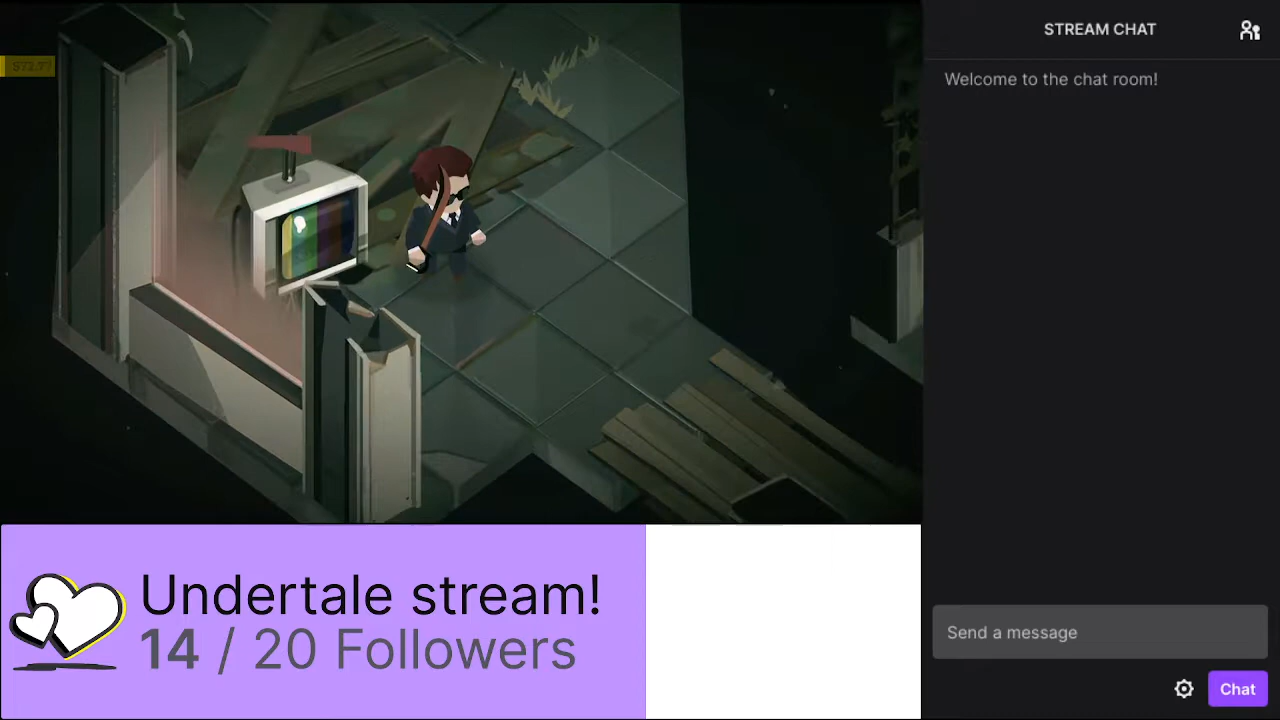 STREAM CHAT
Welcome to the chat room!
Undertale stream!
14 / 20 Followers
Send a message
Chat